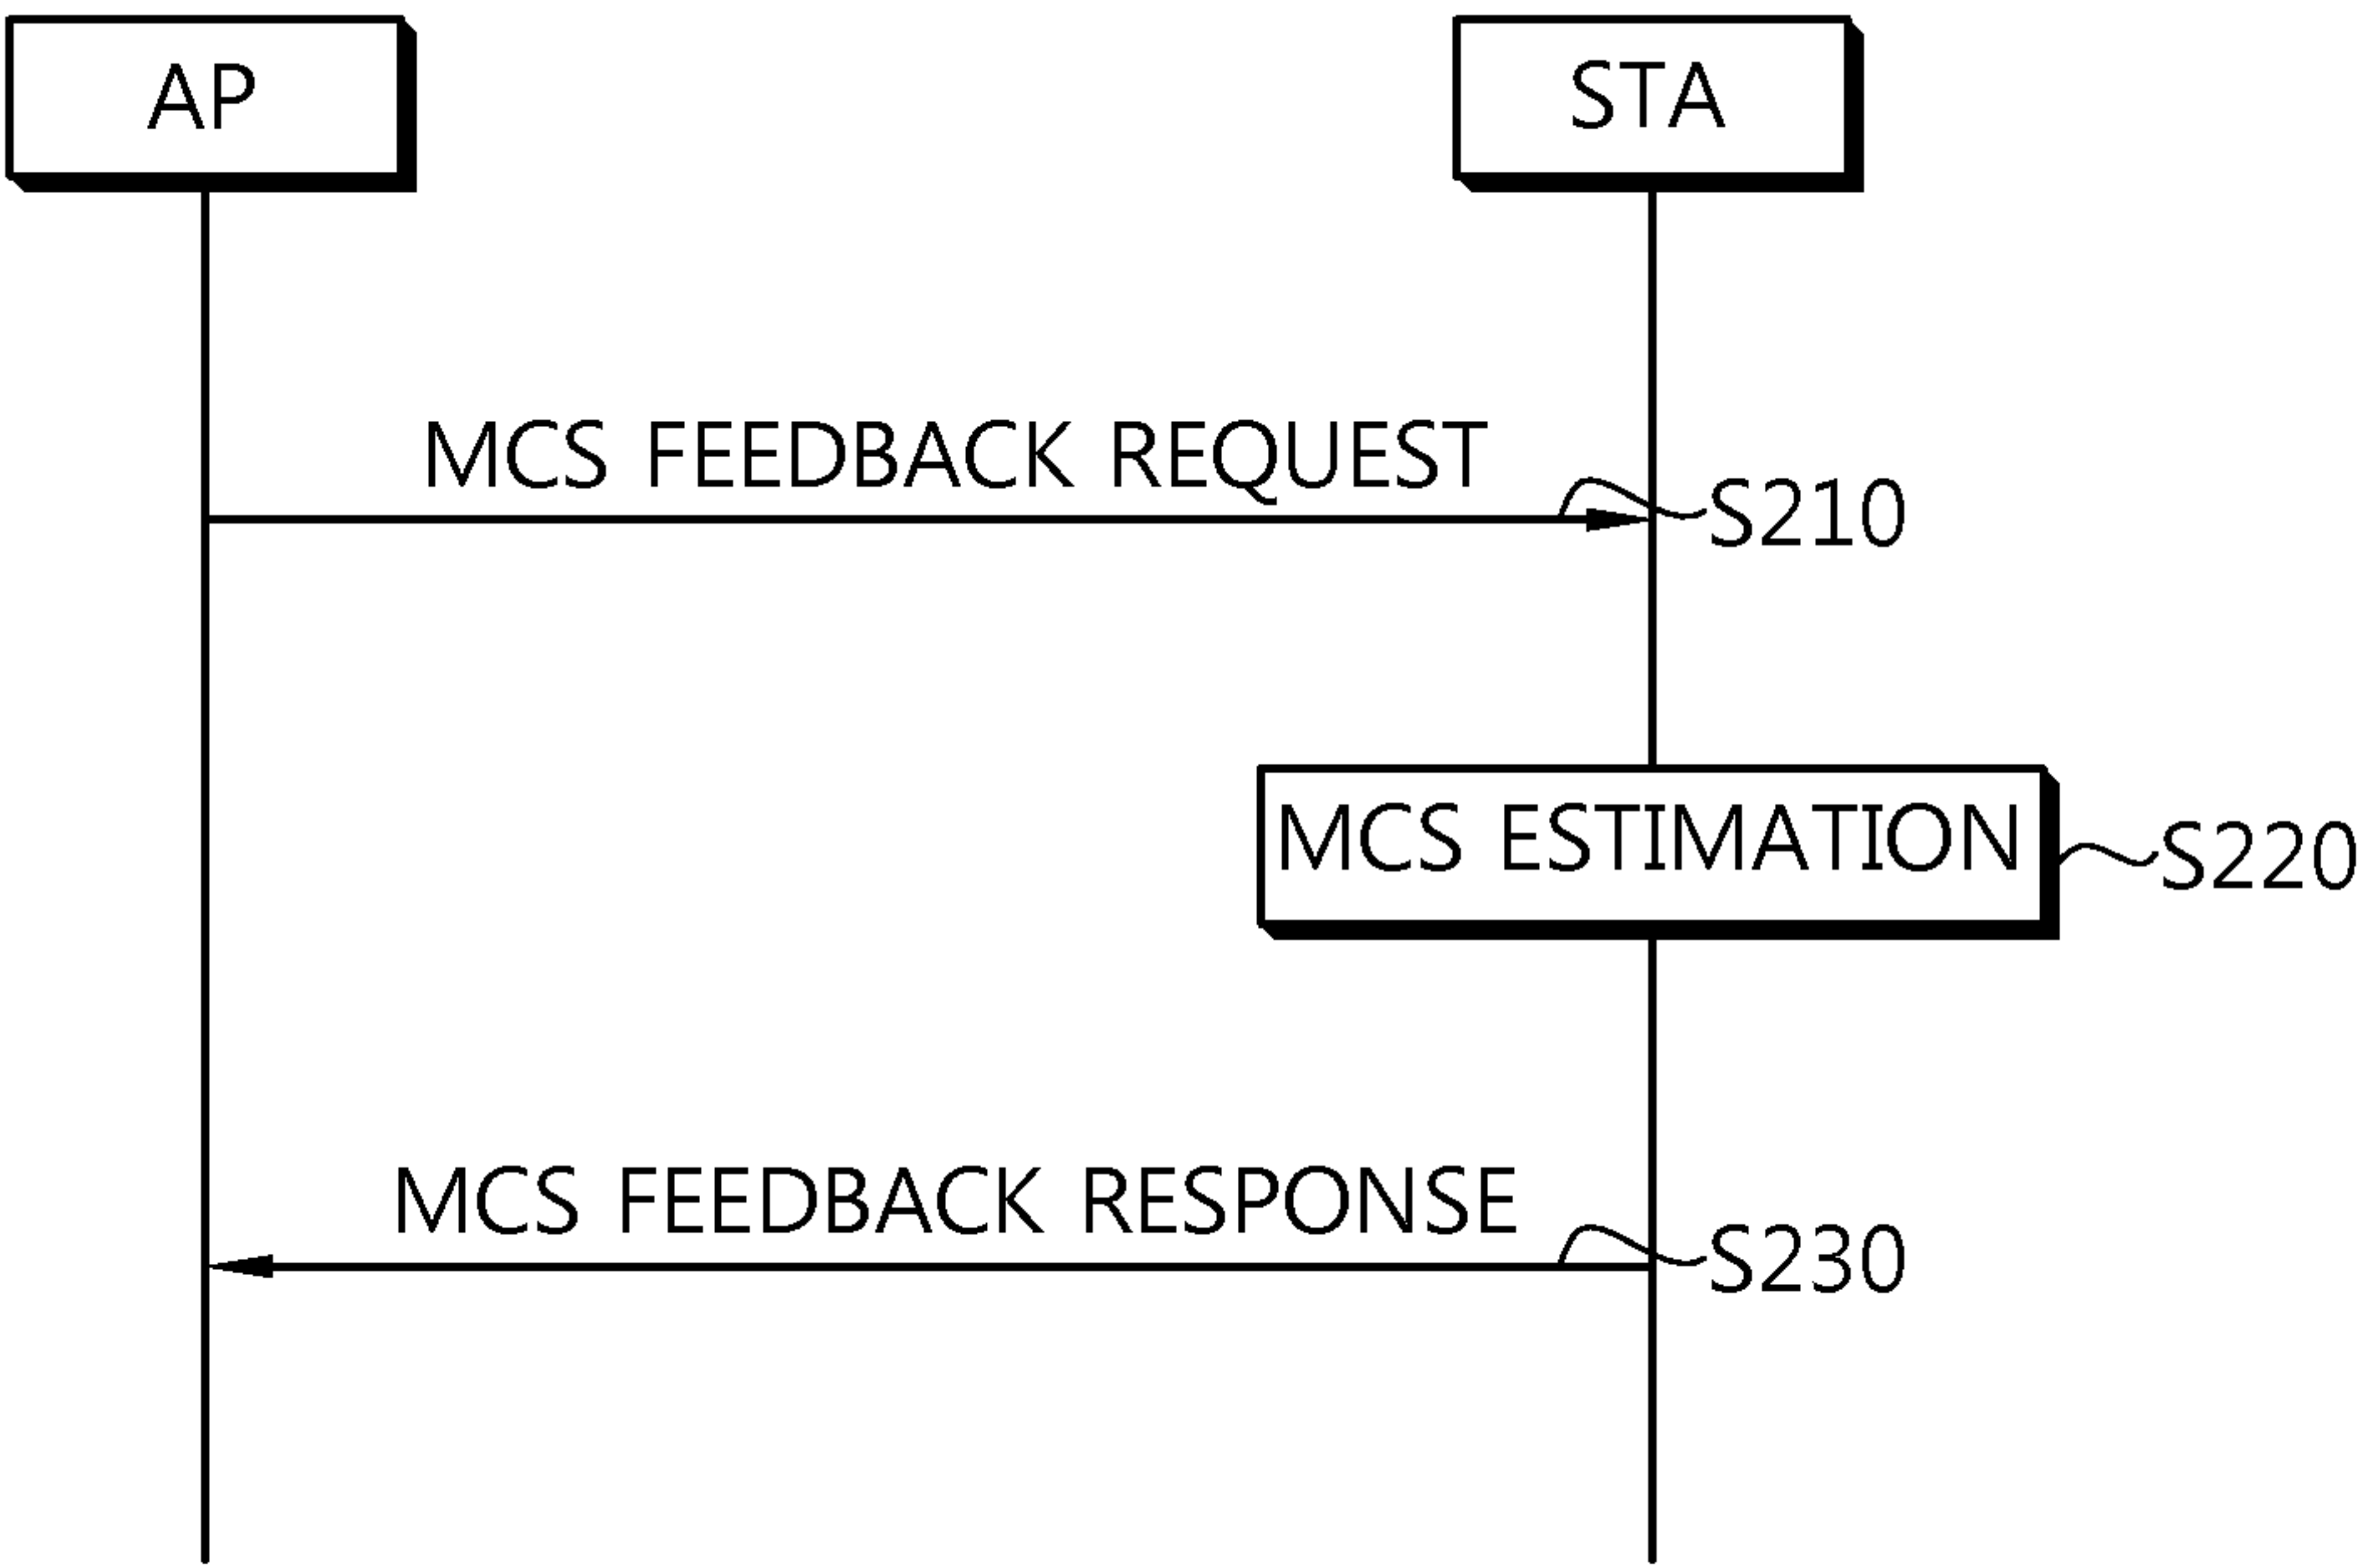 AP
STA
MCS FEEDBACK REQUEST
S210
MCS ESTIMATION
S220
MCS FEEDBACK RESPONSE
S230